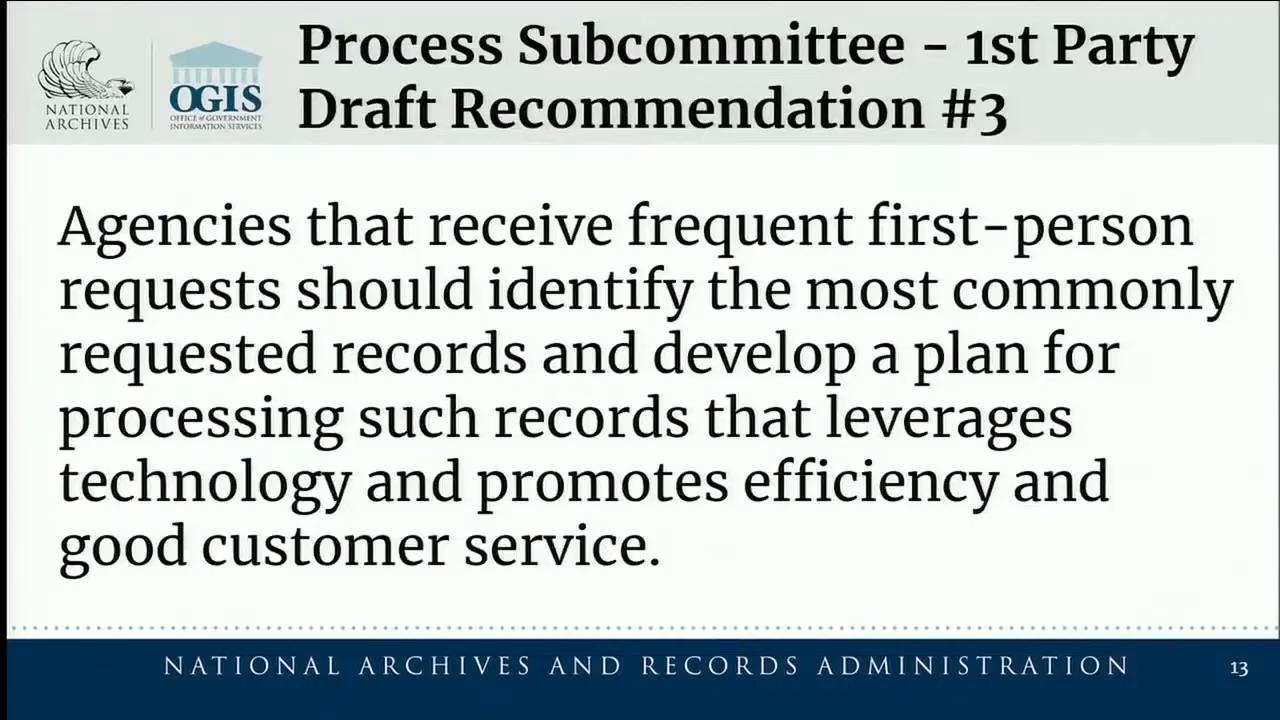 NATIONAL
ARCHIVES
OGIS
OFFICE of GOVERNMENT
INFORMATION SERVICES
Process Subcommittee - 1st Party
Draft Recommendation #3
Agencies that receive frequent first-person
requests should identify the most commonly
requested records and develop a plan for
processing such records that leverages
technology and promotes efficiency and
good customer service.
NATIONAL ARCHIVES AND RECORDS ADMINISTRATION
13